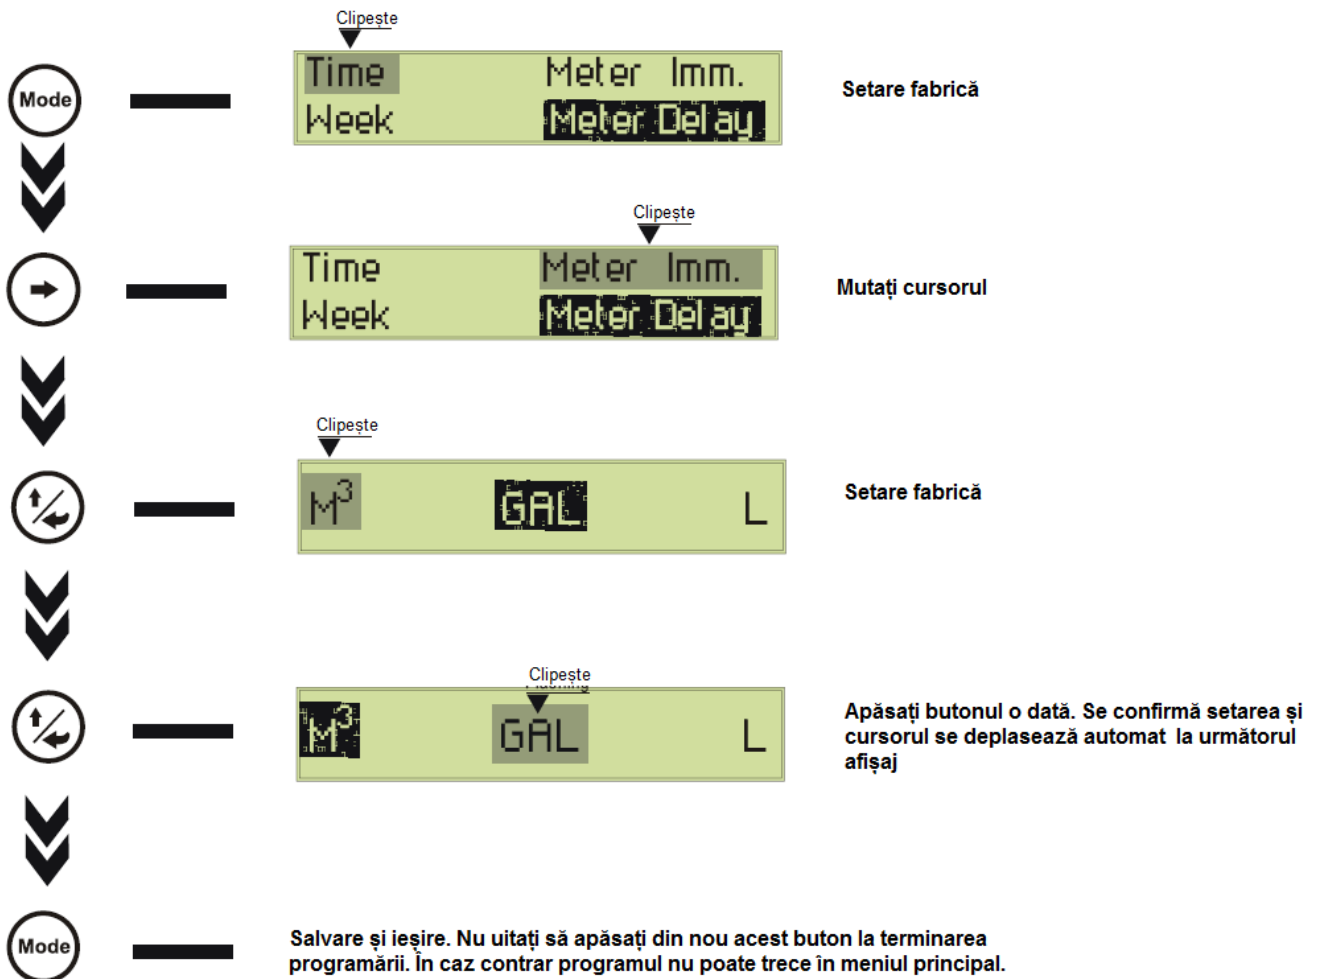 Clipește
Mode
Time Meter Imm.
Week Meter Delay
Setare fabrică
Clipește
Time Meter Imm.
Week Meter Delay
Mutați cursorul
Clipește
M³ GAL L
Setare fabrică
Clipește
M³ GAL L
Apăsați butonul o dată. Se confirmă setarea și
cursorul se deplasează automat la următorul
afișaj
Mode
Salvare și ieșire. Nu uitați să apăsați din nou acest buton la terminarea
programării. În caz contrar programul nu poate trece în meniul principal.